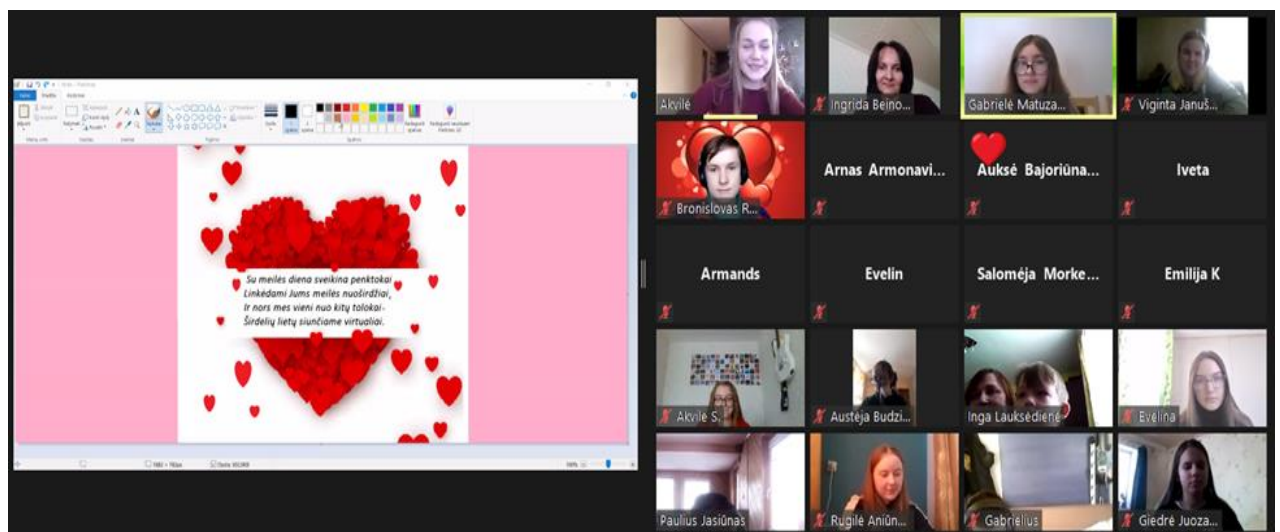 Su meilės diena sveikina penktokai
Linkėdami Jums meilės nuoširdžiai,
Ir nors mes vieni nuo kitų tolokai-
Širdelių lietų siunčiame virtualiai.
Akvilė
Ingrida Beino...
Gabrielė Matuza...
Viginta Januš...
Bronislovas R...
Arnas Armonavi...
Auksė Bajoriūna...
Iveta
Armands
Evelin
Salomėja Morke...
Emilija K
Akvilė S.
Austėja Budzi...
Inga Lauksėdienė
Evelina
Paulius Jasiūnas
Rugilė Aniūn...
Gabrielius
Giedrė Juoza...